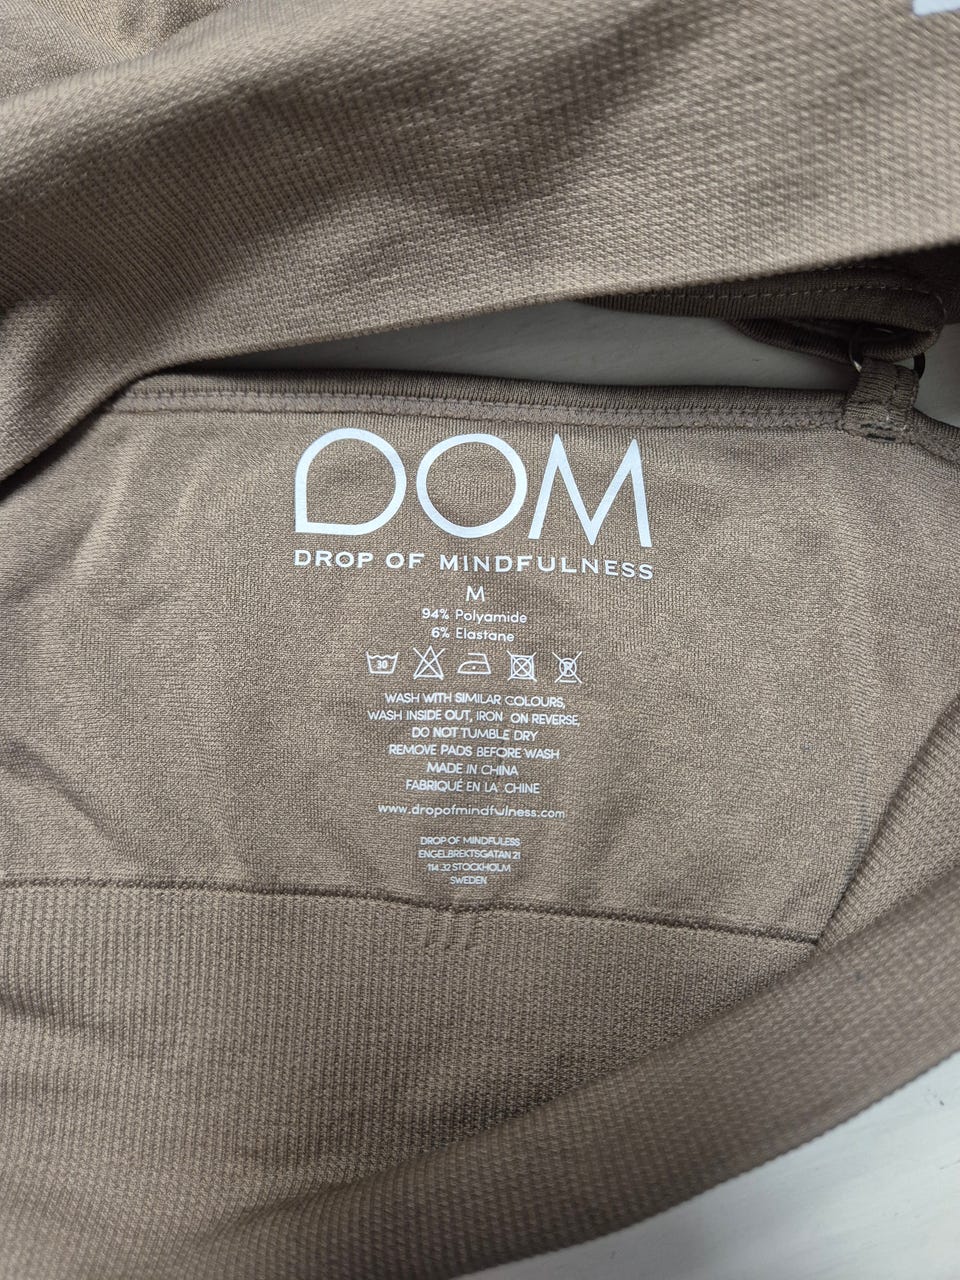 DOM
DROP OF MINDFULNESS
M
94% Polyamide
6% Elastane
30 P
WASH WITH SIMILAR COLOURS,
WASH INSIDE OUT, IRON ON REVERSE,
DO NOT TUMBLE DRY
REMOVE PADS BEFORE WASH
MADE IN CHINA
FABRIQUÉ EN LA CHINE
www.dropofmindfulness.com
DROP OF MINDFULESS
ENGELBREKTSGATAN 21
114 32 STOCKHOLM
SWEDEN